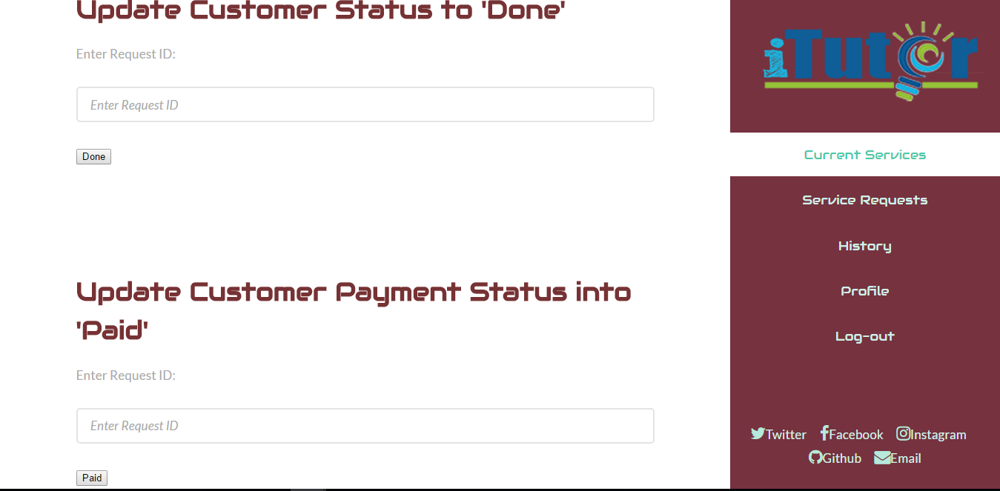 Update Customer Status to 'Done'
Enter Request ID:
Enter Request ID
Done
Update Customer Payment Status into
'Paid'
Enter Request ID:
Enter Request ID
Paid
iTutor
Current Services
Service Requests
History
Profile
Log-out
Twitter Facebook Instagram
Github Email